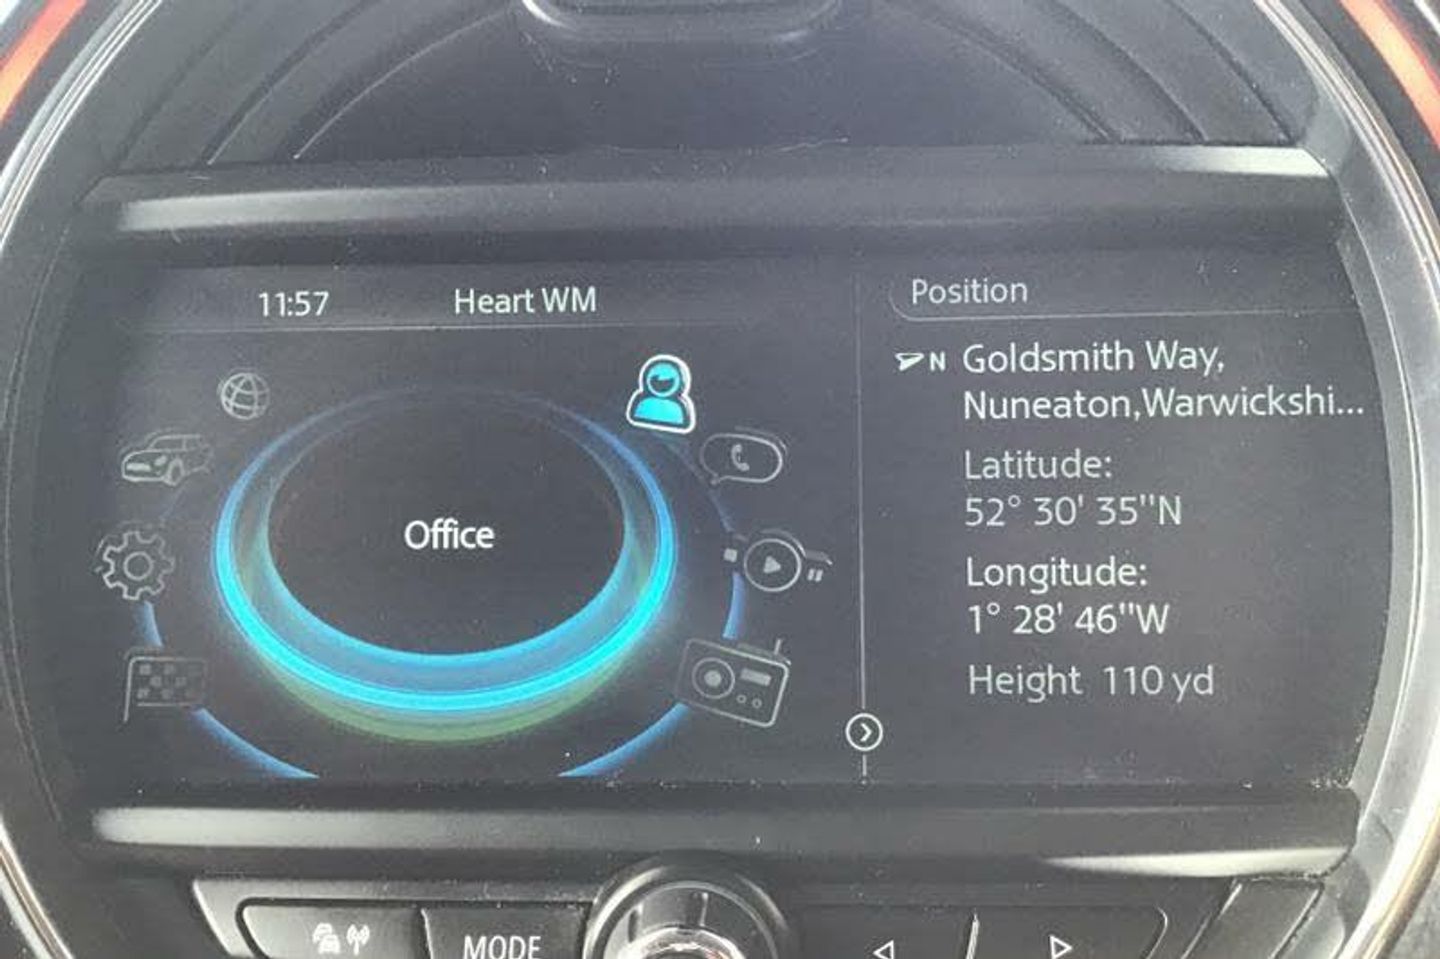 11:57
Heart WM
Office
Position
N Goldsmith Way,
Nuneaton,Warwickshi...
Latitude:
52° 30' 35"N
Longitude:
1° 28' 46"W
Height 110 yd
MODE